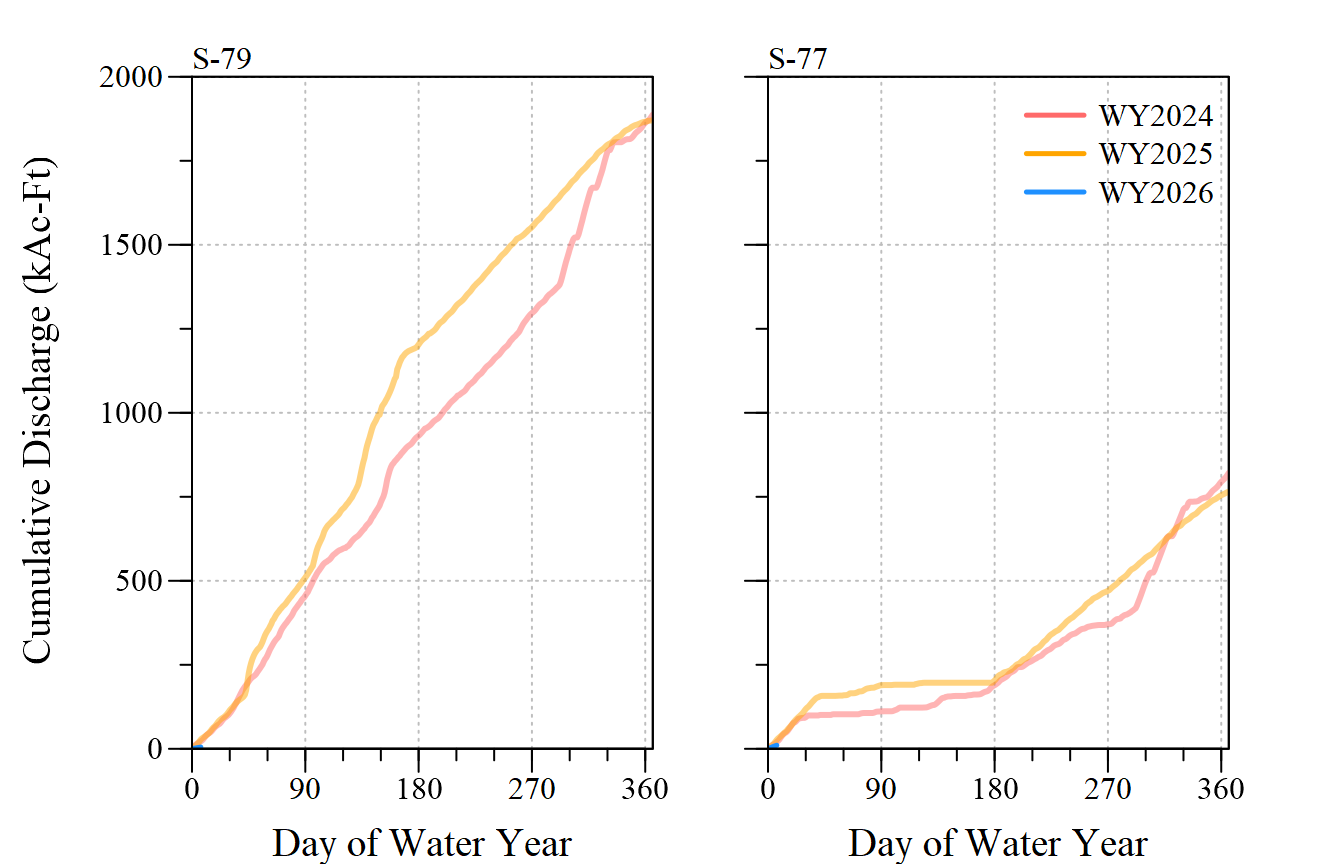 S-79
S-77
2000
1500
1000
500
0
Cumulative Discharge (kAc-Ft)
WY2024
WY2025
WY2026
0 90 180 270 360
0 90 180 270 360
Day of Water Year
Day of Water Year